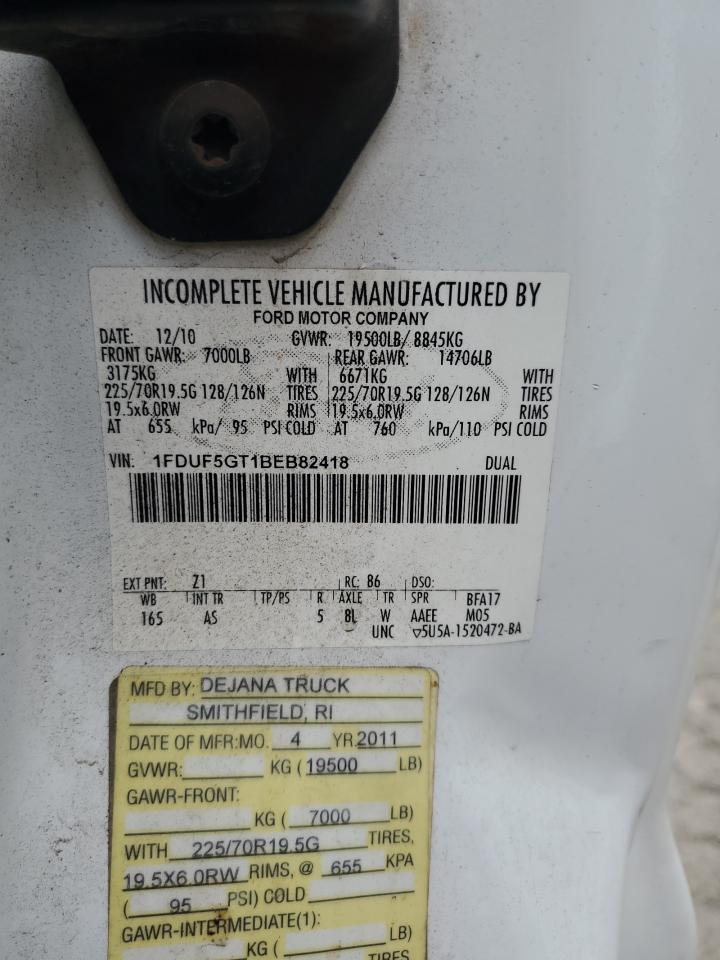 INCOMPLETE VEHICLE MANUFACTURED BY
FORD MOTOR COMPANY
DATE: 12/10 GVWR: 19500LB/ 8845KG
FRONT GAWR: 7000LB REAR GAWR: 14706LB
3175KG WITH 6671KG WITH
225/70R19.5G 128/126N TIRES 225/70R19.5G 128/126N TIRES
19.5x6.0RW RIMS 19.5x6.0RW RIMS
AT 655 kPa/ 95 PSI COLD AT 760 kPa/110 PSI COLD
VIN: 1FDUF5GT1BEB82418 DUAL
EXT PNT: Z1 RC: 86 DSO:
WB INT TR TP/PS R AXLE TR SPR BFA17
165 AS 5 8L W AAEE M05
UNC ▽5U5A-1520472-BA
MFD BY: DEJANA TRUCK
SMITHFIELD, RI
DATE OF MFR:MO. 4 YR.2011
GVWR: KG ( 19500 LB)
GAWR-FRONT:
KG ( 7000 LB)
WITH 225/70R19.5G TIRES,
19.5X6.0RW RIMS, @ 655 KPA
( 95 PSI) COLD
GAWR-INTERMEDIATE(1):
KG ( LB)
TIRES